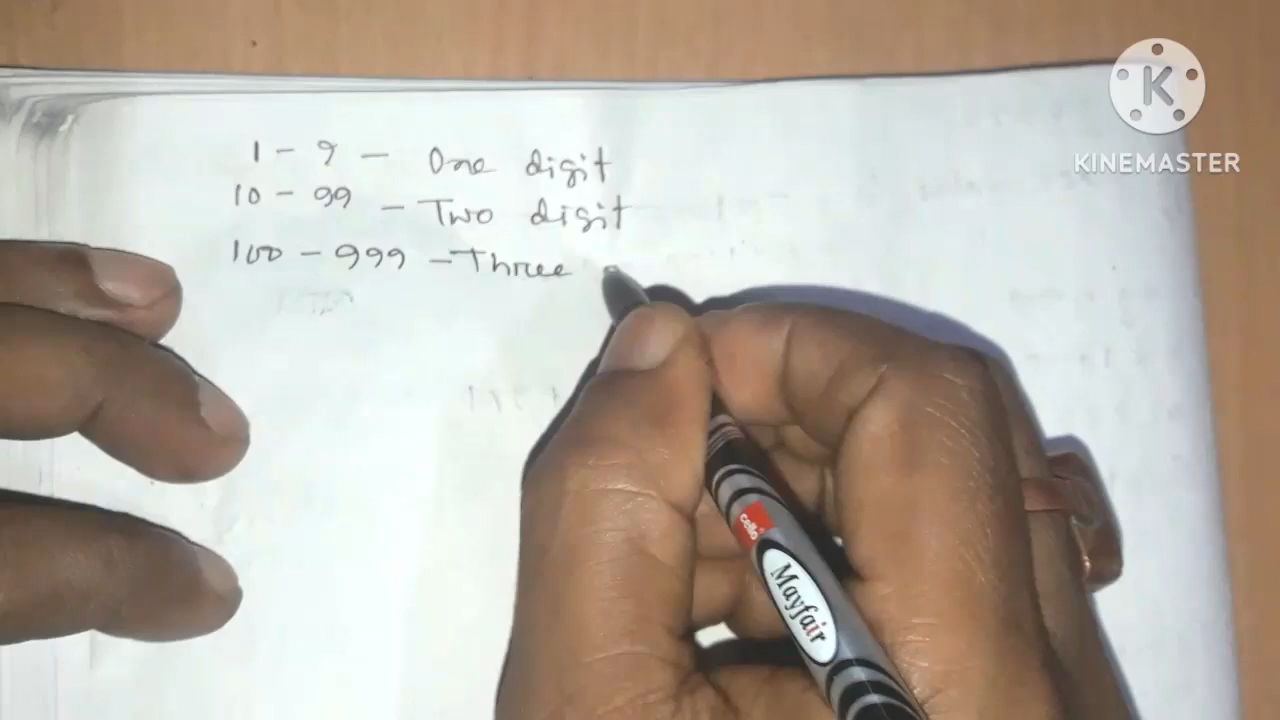 1 - 9 - One digit
10 - 99 - Two digit
100 - 999 - Three
K
KINEMASTER
cello
Mayfair